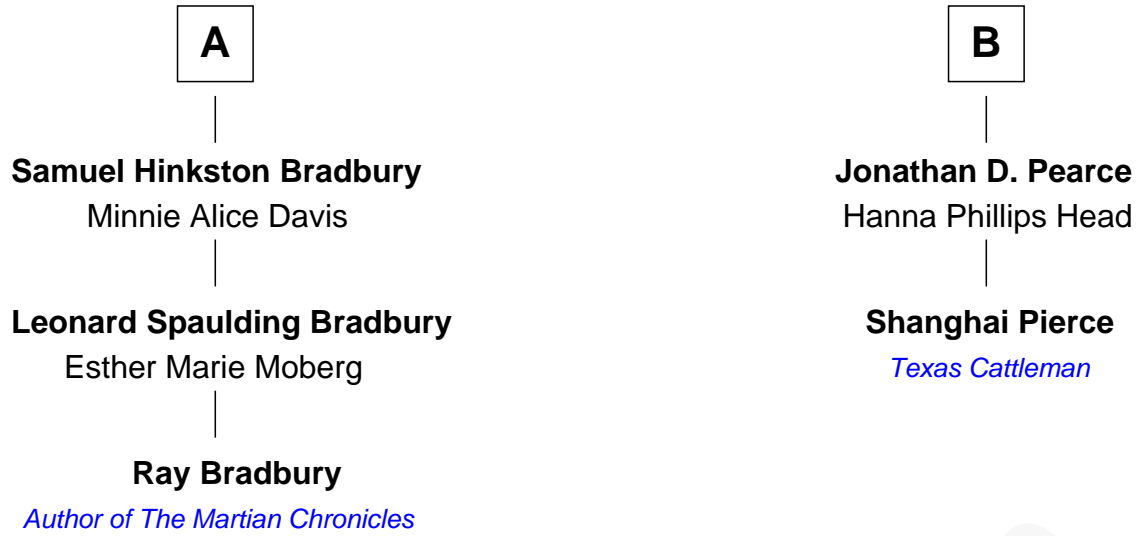 A
Samuel Hinkston Bradbury
Minnie Alice Davis
Leonard Spaulding Bradbury
Esther Marie Moberg
Ray Bradbury
Author of The Martian Chronicles
B
Jonathan D. Pearce
Hanna Phillips Head
Shanghai Pierce
Texas Cattleman